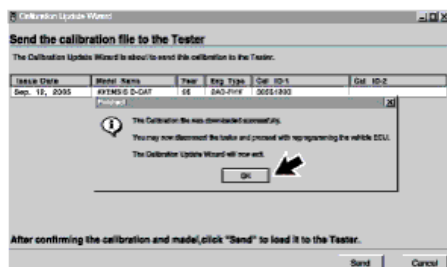 Calibration Update Wizard
Send the calibration file to the Tester
The Calibration Update Wizard is about to send this calibration to the Tester.
Issue Date Model Name Year Eng Type Cal ID-1 Cal ID-2
Sep. 12, 2005 AVENSIS D-CAT 05 2AD-FHV
Finished
The Calibration file was downloaded successfully.
You may now disconnect the tester and proceed with reprogramming the vehicle ECU.
The Calibration Update Wizard will now exit.
OK
After confirming the calibration and model,click "Send" to load it to the Tester.
Send Cancel